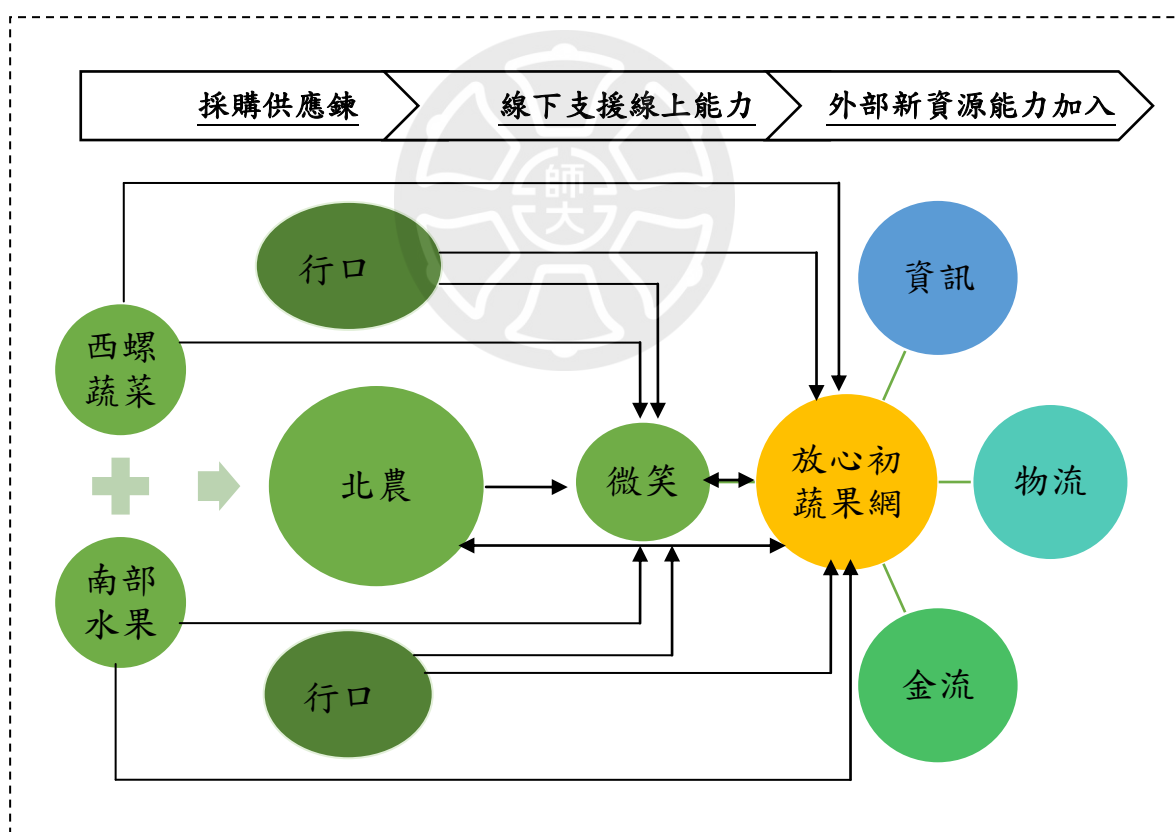 採購供應鍊
線下支援線上能力
外部新資源能力加入
師大
行口
資訊
西螺
蔬菜
北農
微笑
放心初
蔬果網
物流
南部
水果
行口
金流